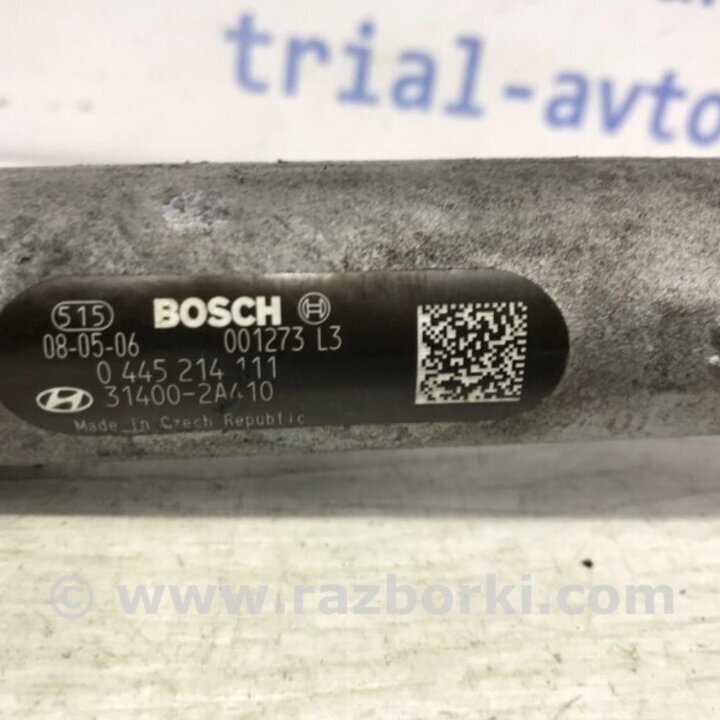 trial-avto
515
BOSCH
08-05-06
001273 L3
0 445 214 111
31400-2A410
Made in Czech Republic
© www.razborki.com